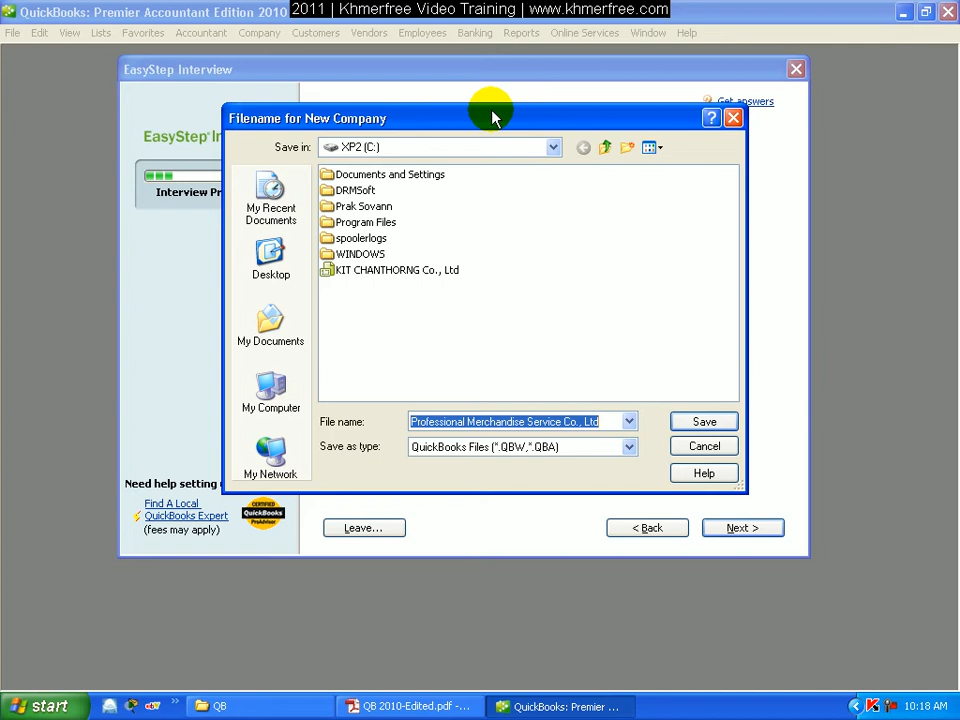 QuickBooks: Premier Accountant Edition 2010
2011 | Khmerfree Video Training | www.khmerfree.com
File Edit View Lists Favorites Accountant Company Customers Vendors Employees Banking Reports Online Services Window Help
EasyStep Interview
Get answers
Filename for New Company
Save in: XP2 (C:)
EasyStep
Interview
My Recent Documents
Desktop
My Documents
My Computer
My Network
Documents and Settings
DRMSoft
Prak Sovann
Program Files
spoolerlogs
WINDOWS
KIT CHANTHORNG Co., Ltd
File name: Professional Merchandise Service Co., Ltd Save
Save as type: QuickBooks Files (*.QBW,*.QBA) Cancel
Help
Need help setting
Find A Local
QuickBooks Expert
(fees may apply)
CERTIFIED
QuickBooks
ProAdvisor
Leave... < Back Next >
start QB QB 2010-Edited.pdf -... QuickBooks: Premier ... 10:18 AM